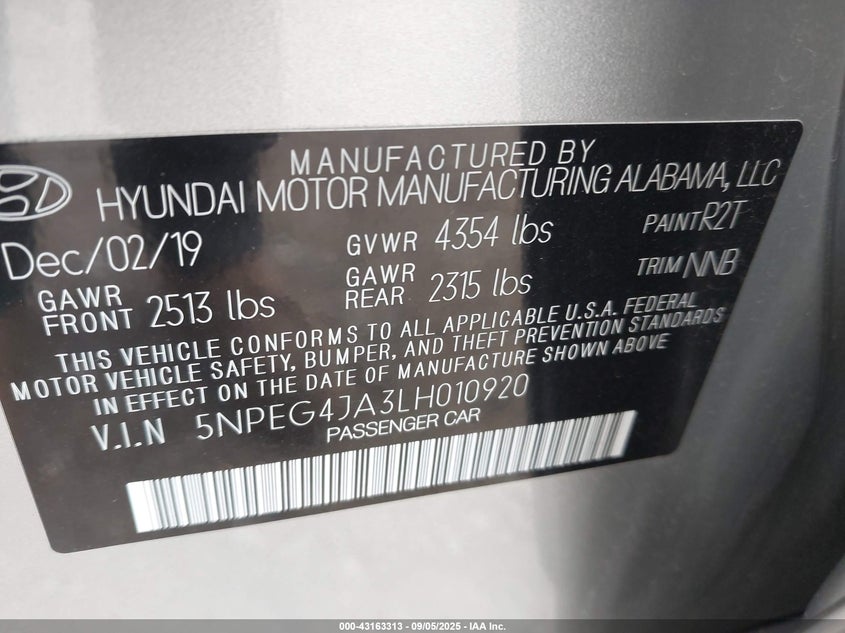 MANUFACTURED BY
HYUNDAI MOTOR MANUFACTURING ALABAMA, LLC
Dec/02/19 GVWR 4354 lbs PAINT R2T
GAWR FRONT 2513 lbs GAWR REAR 2315 lbs TRIM NNB
THIS VEHICLE CONFORMS TO ALL APPLICABLE U.S.A. FEDERAL
MOTOR VEHICLE SAFETY, BUMPER, AND THEFT PREVENTION STANDARDS
IN EFFECT ON THE DATE OF MANUFACTURE SHOWN ABOVE
V.I.N 5NPEG4JA3LH010920
PASSENGER CAR
000-43163313 - 09/05/2025 - IAA Inc.